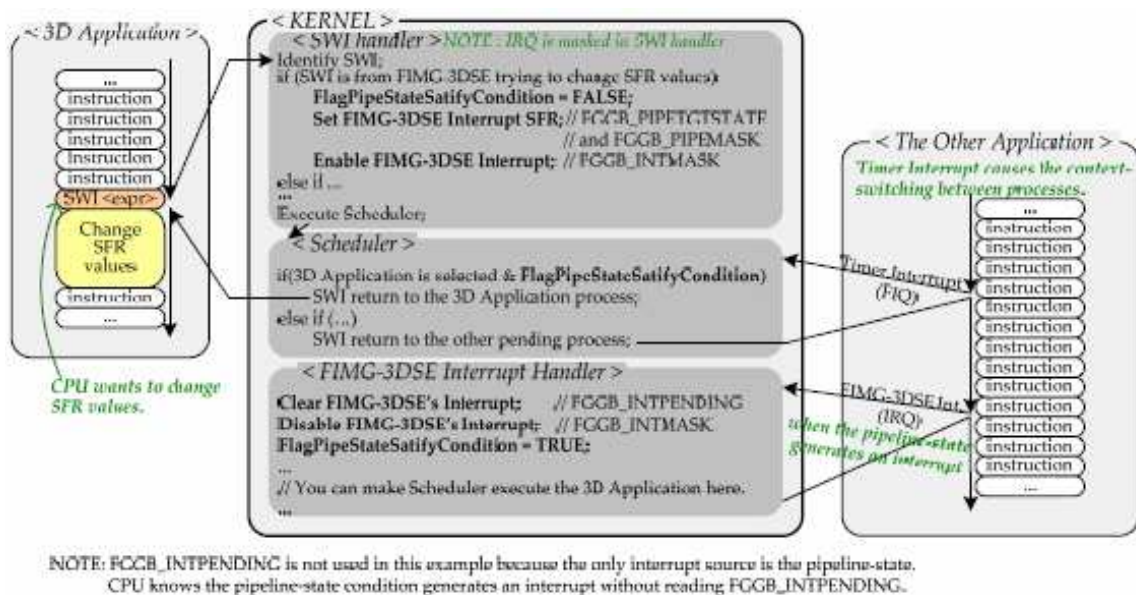 < 3D Application >
...
instruction
instruction
instruction
Instruction
instruction
SWI <expr>
Change
SFR
values
instruction
...
CPU wants to change
SFR values.
< KERNEL >
< SWI handler > NOTE : IRQ is masked in SWI handler
Identify SWI;
if (SWI is from FIMG-3DSE trying to change SFR values)
FlagPipeStateSatifyCondition = FALSE;
Set FIMG-3DSE Interrupt SFR; // FGGB_PIPETGTSTATE
// and FGGB_PIPEMASK
Enable FIMG-3DSE Interrupt; // FGGB_INTMASK
else if ...
...
Execute Scheduler;
< Scheduler >
if(3D Application is selected & FlagPipeStateSatifyCondition)
SWI return to the 3D Application process;
else if (...)
SWI return to the other pending process;
< FIMG-3DSE Interrupt Handler >
Clear FIMG-3DSE's Interrupt; // FGGB_INTPENDING
Disable FIMG-3DSE's Interrupt; // FGGB_INTMASK
FlagPipeStateSatifyCondition = TRUE;
...
// You can make Scheduler execute the 3D Application here.
...
< The Other Application >
Timer Interrupt causes the context-
switching between processes.
...
instruction
instruction
Timer Interrupt
(FIQ)
instruction
instruction
instruction
instruction
instruction
instruction
FIMG-3DSE Int.
(IRQ)
when the pipeline-state
generates an interrupt
instruction
instruction
instruction
instruction
instruction
...
NOTE: FGGB_INTPENDING is not used in this example because the only interrupt source is the pipeline-state.
CPU knows the pipeline-state condition generates an interrupt without reading FGGB_INTPENDING.